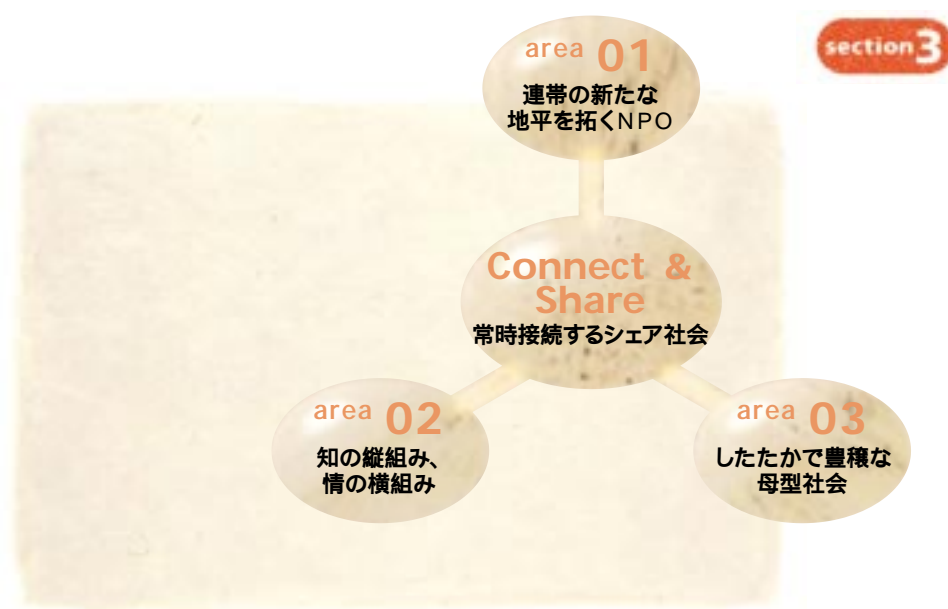 section3
area 01
連帯の新たな
地平を拓くNPO
Connect &
Share
常時接続するシェア社会
area 02
知の縦組み、
情の横組み
area 03
したたかで豊穣な
母型社会